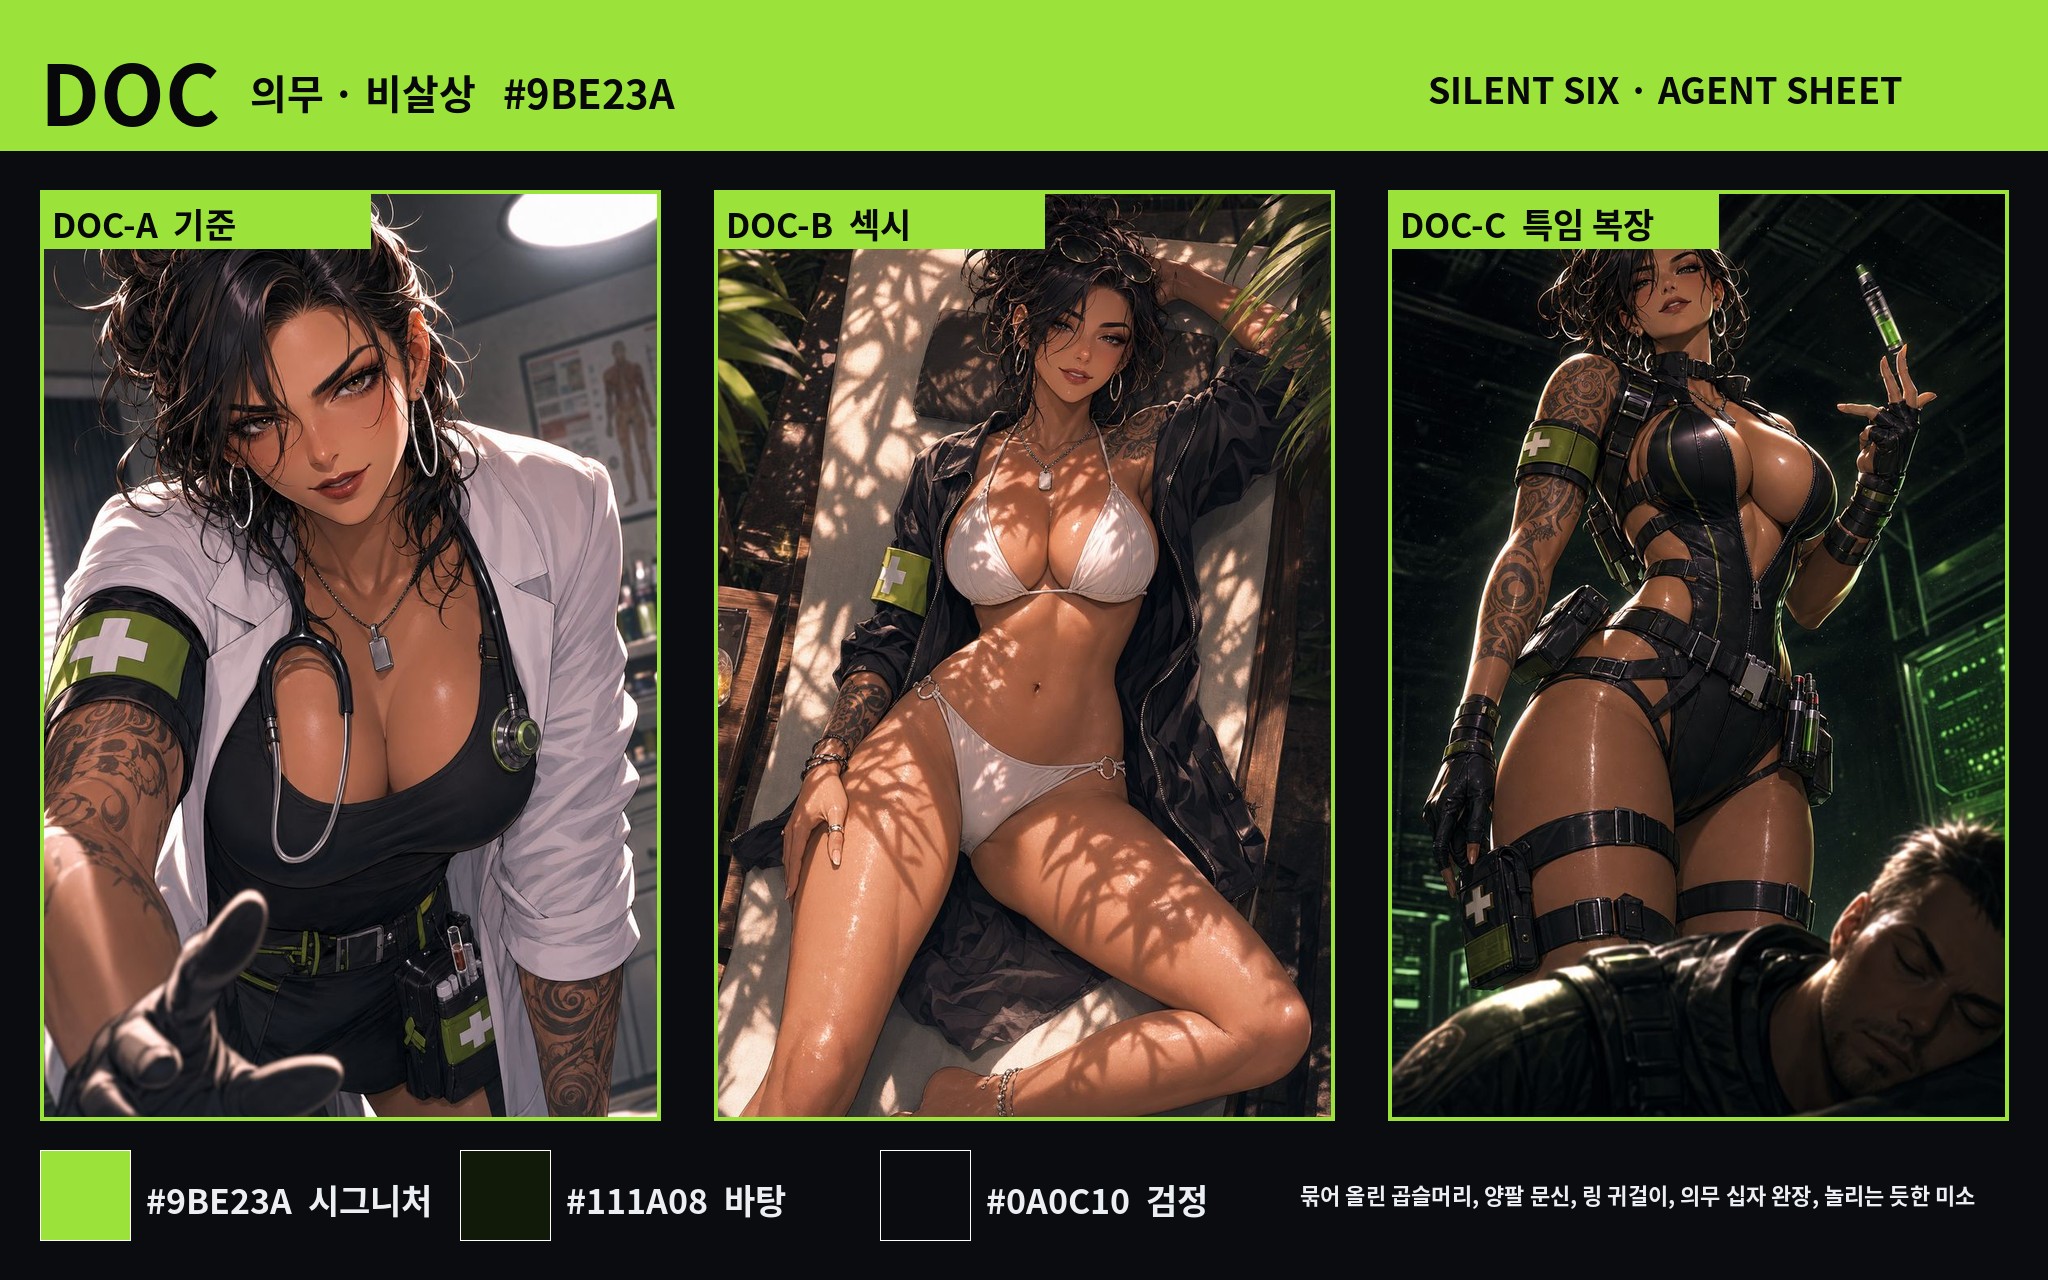 DOC 의무 · 비살상 #9BE23A
SILENT SIX · AGENT SHEET
DOC-A 기준
DOC-B 섹시
DOC-C 특임 복장
#9BE23A 시그니처
#111A08 바탕
#0A0C10 검정
묶어 올린 곱슬머리, 양팔 문신, 링 귀걸이, 의무 십자 완장, 놀리는 듯한 미소